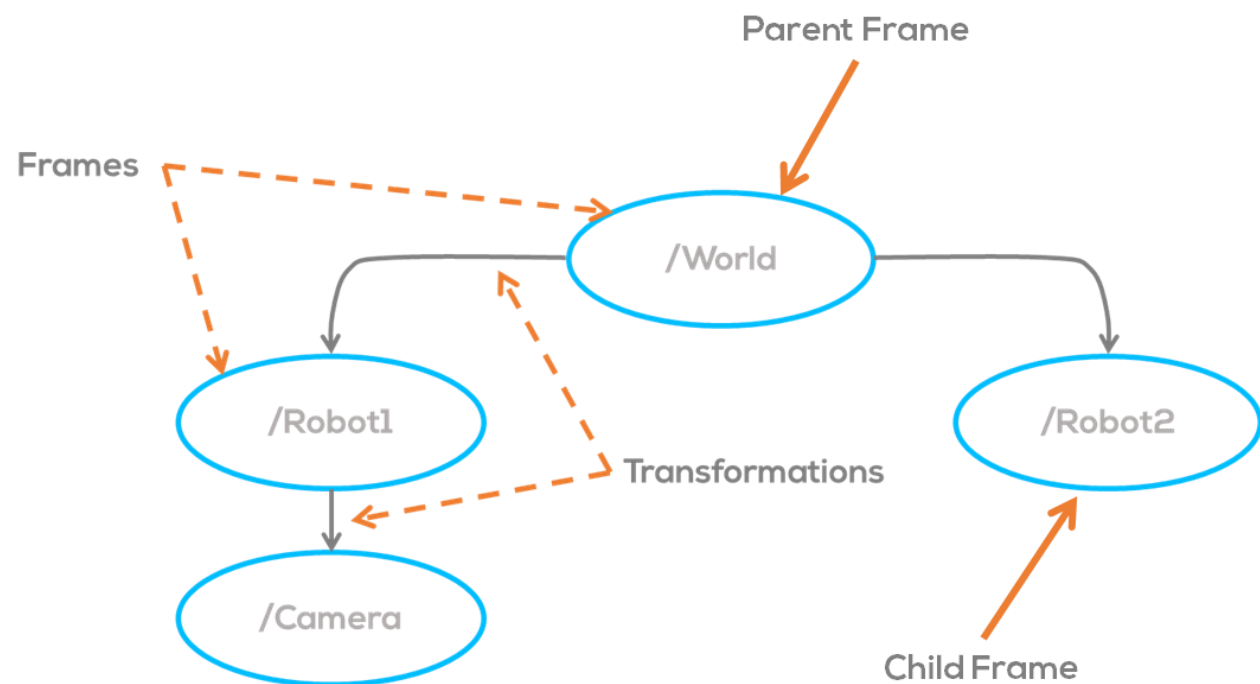 Parent Frame
Frames
/World
/Robot1
/Robot2
Transformations
/Camera
Child Frame